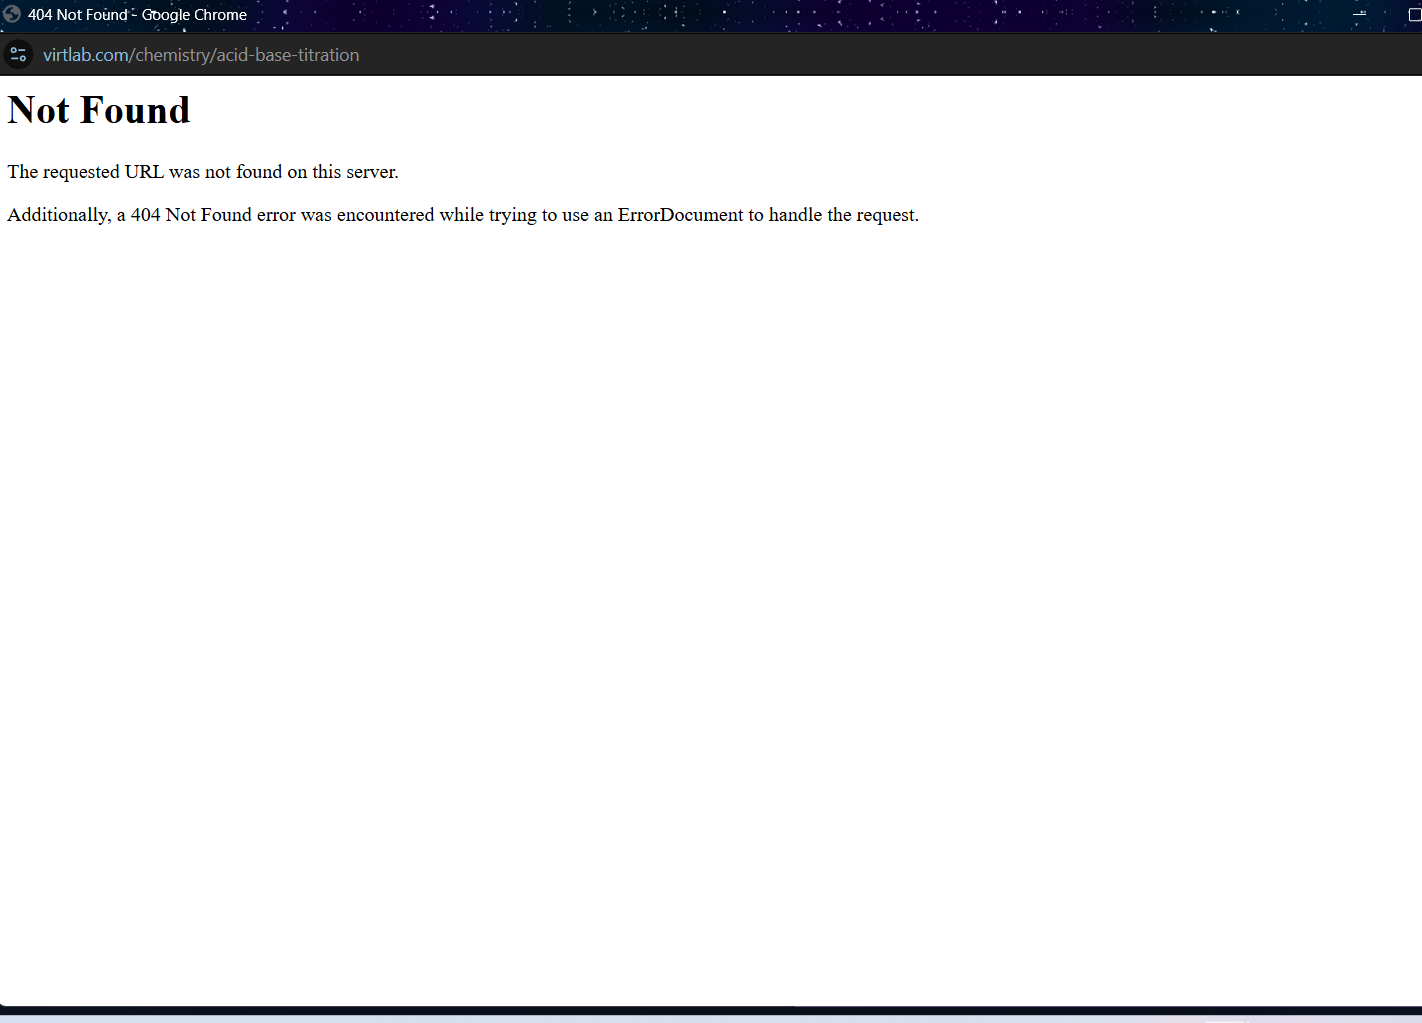 404 Not Found - Google Chrome
virtlab.com/chemistry/acid-base-titration
Not Found
The requested URL was not found on this server.
Additionally, a 404 Not Found error was encountered while trying to use an ErrorDocument to handle the request.